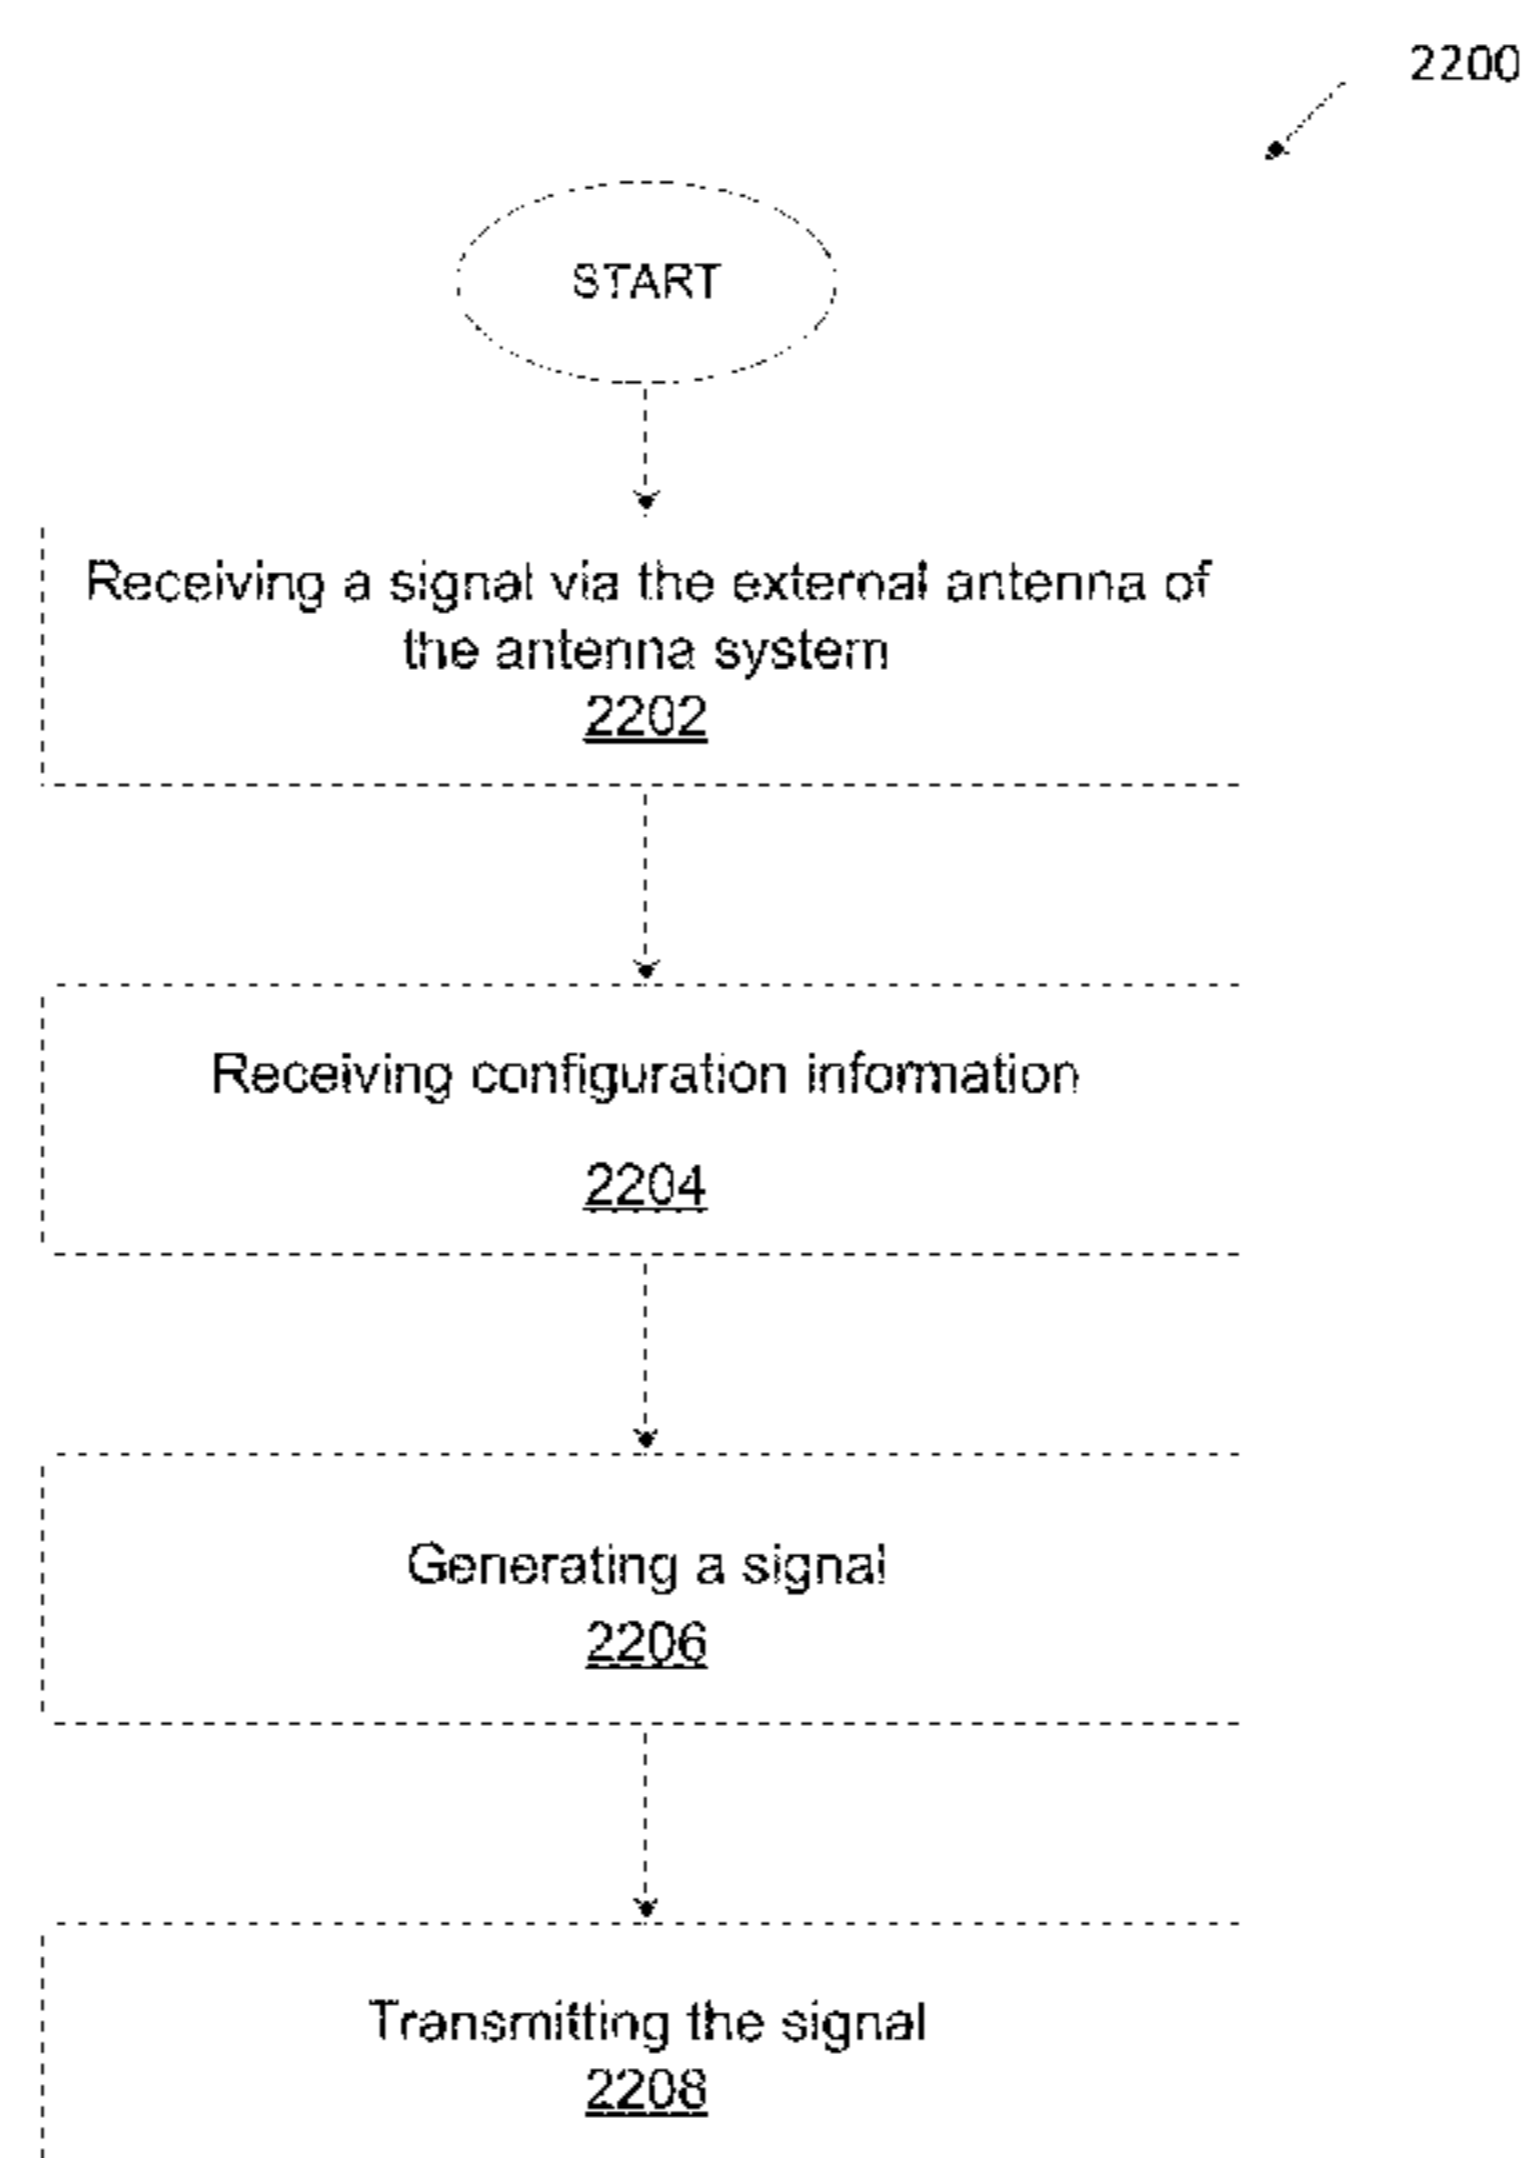 2200
START
Receiving a signal via the external antenna of
the antenna system
2202
Receiving configuration information
2204
Generating a signal
2206
Transmitting the signal
2208